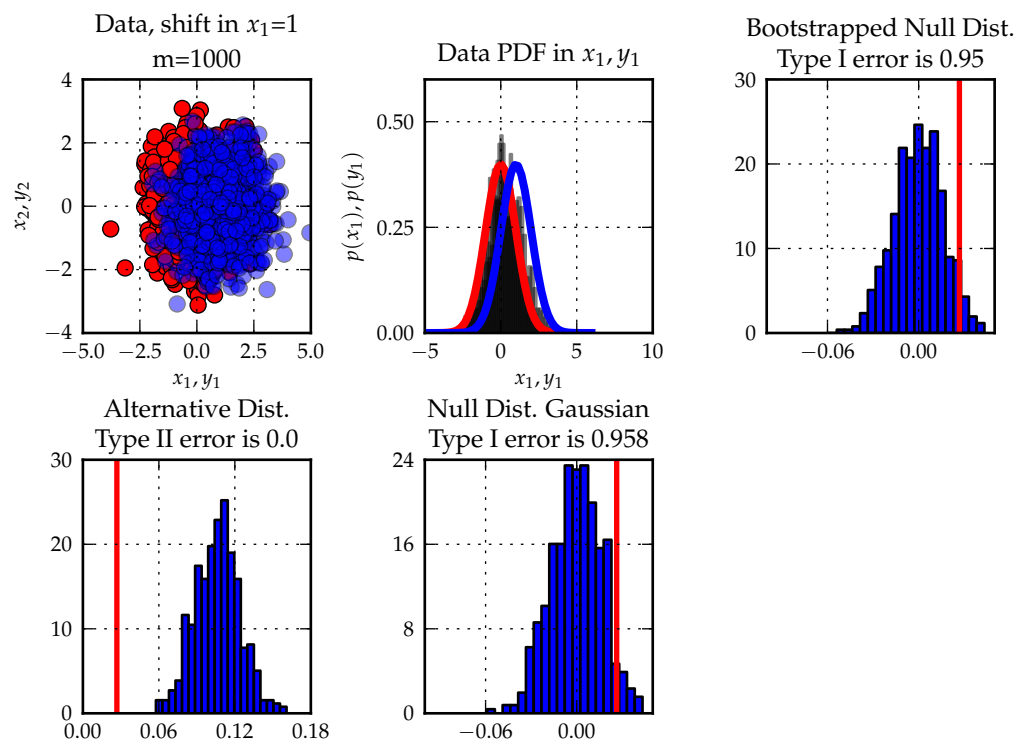 Data, shift in x₁=1
m=1000
4
2
0
−2
−4
x₂, y₂
−5.0
−2.5
0.0
2.5
5.0
x₁, y₁
Data PDF in x₁, y₁
0.50
0.25
0.00
p(x₁), p(y₁)
−5
0
5
10
x₁, y₁
Bootstrapped Null Dist.
Type I error is 0.95
30
20
10
0
−0.06
0.00
Alternative Dist.
Type II error is 0.0
30
20
10
0
0.00
0.06
0.12
0.18
Null Dist. Gaussian
Type I error is 0.958
24
16
8
0
−0.06
0.00